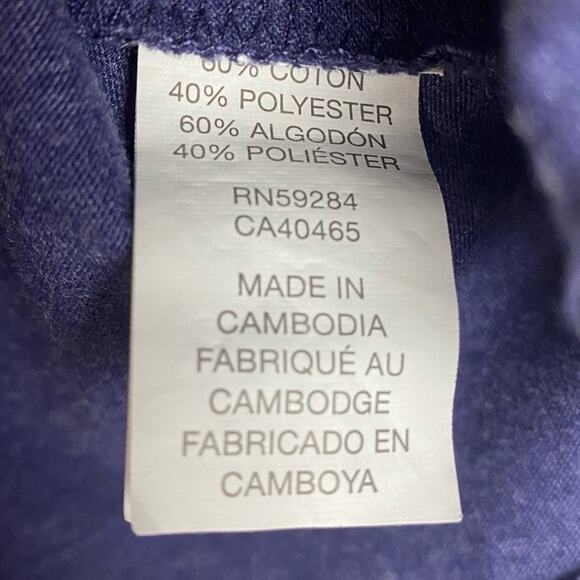 60% COTON
40% POLYESTER
60% ALGODÓN
40% POLIÉSTER
RN59284
CA40465
MADE IN
CAMBODIA
FABRIQUÉ AU
CAMBODGE
FABRICADO EN
CAMBOYA